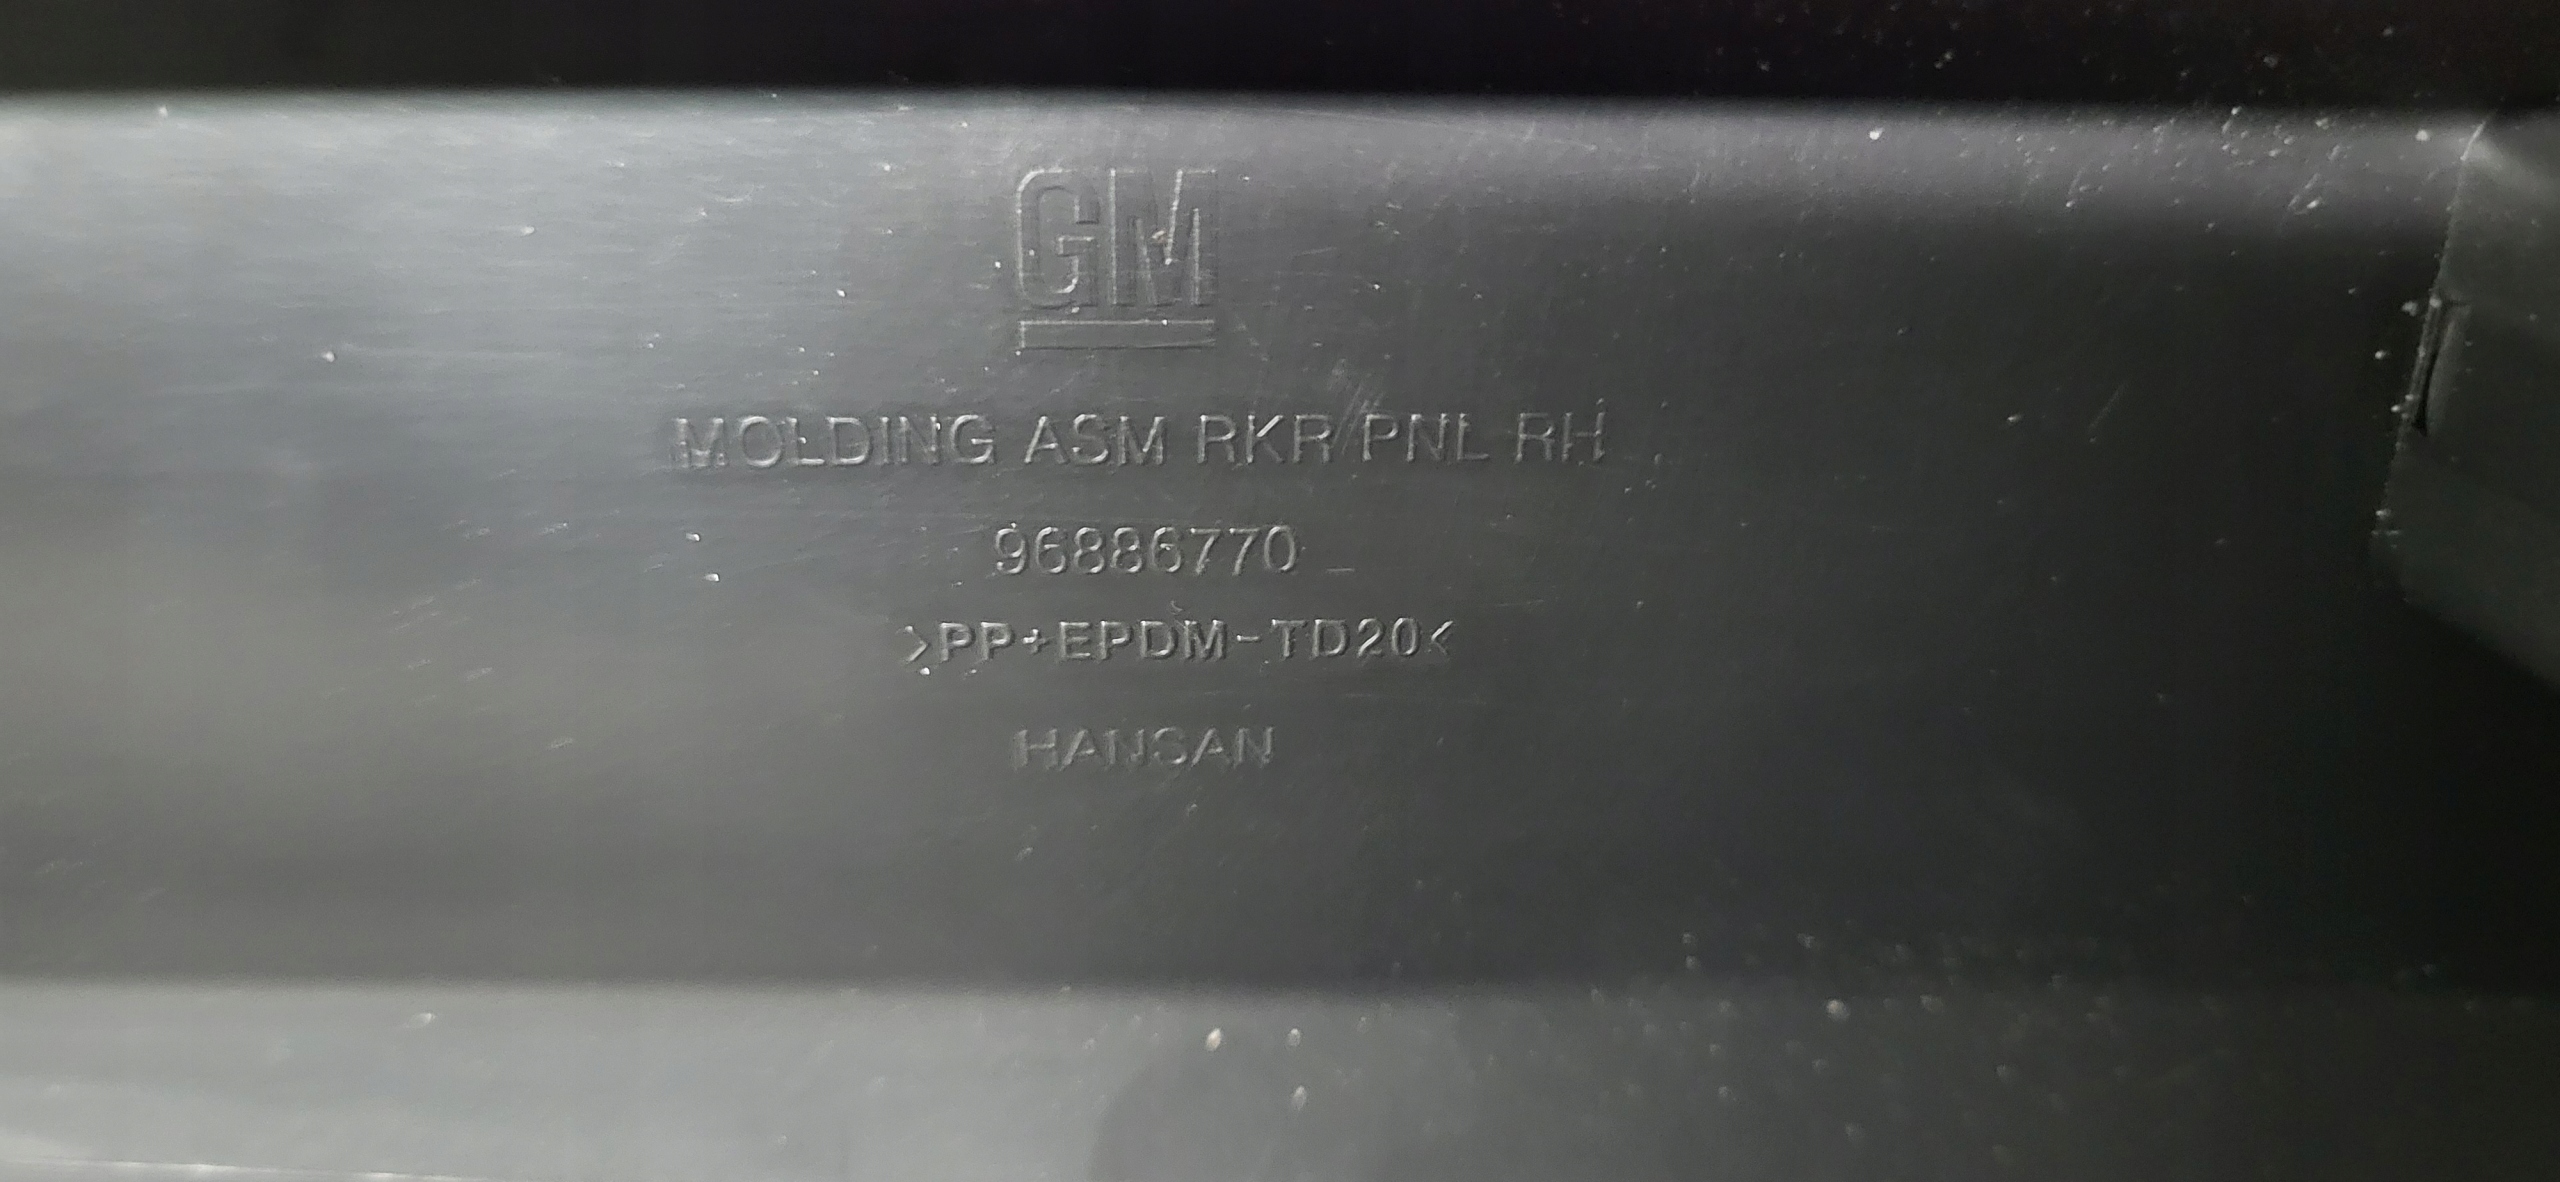 GM
MOLDING ASM RKR PNL RH
96886770
>PP+EPDM-TD20<
HANSAN